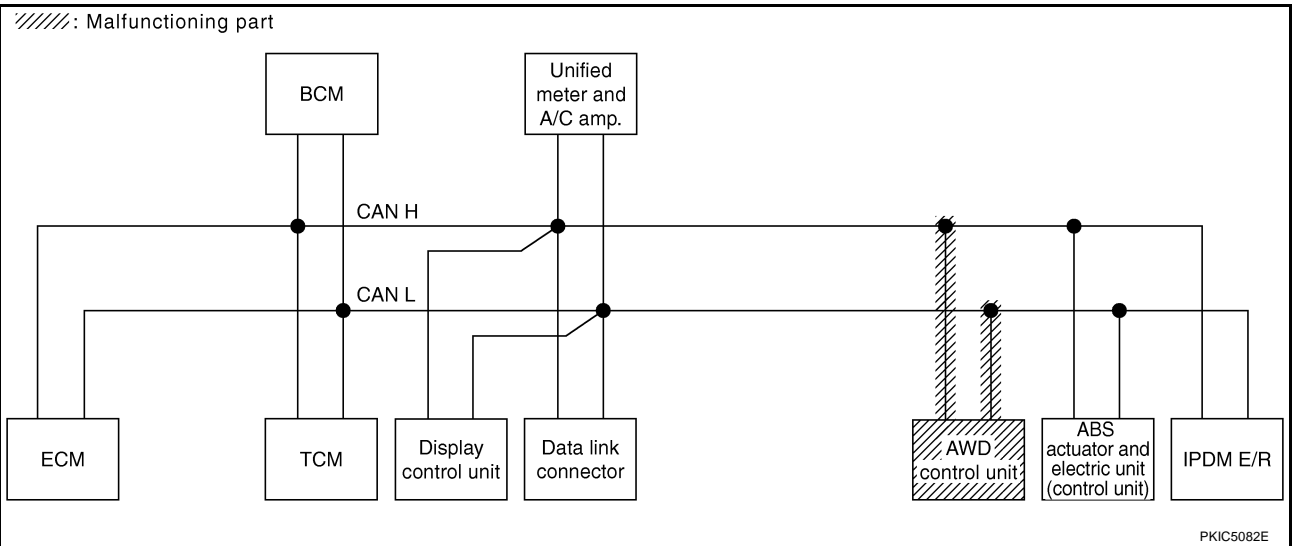 : Malfunctioning part
BCM
Unified
meter and
A/C amp.
CAN H
CAN L
ECM
TCM
Display
control unit
Data link
connector
AWD
control unit
ABS
actuator and
electric unit
(control unit)
IPDM E/R
PKIC5082E